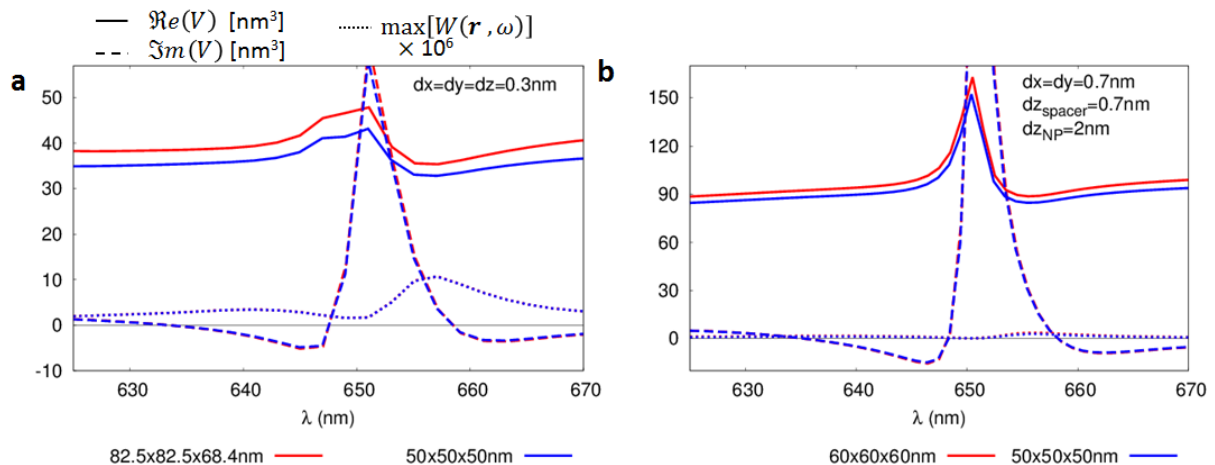 ℜe(V) [nm³] max[W(r,ω)]
ℑm(V) [nm³] × 10⁶
a
dx=dy=dz=0.3nm
50
40
30
20
10
0
-10
630 640 650 660 670
λ (nm)
82.5x82.5x68.4nm 50x50x50nm
b
dx=dy=0.7nm
dz_spacer=0.7nm
dz_NP=2nm
150
120
90
60
30
0
630 640 650 660 670
λ (nm)
60x60x60nm 50x50x50nm